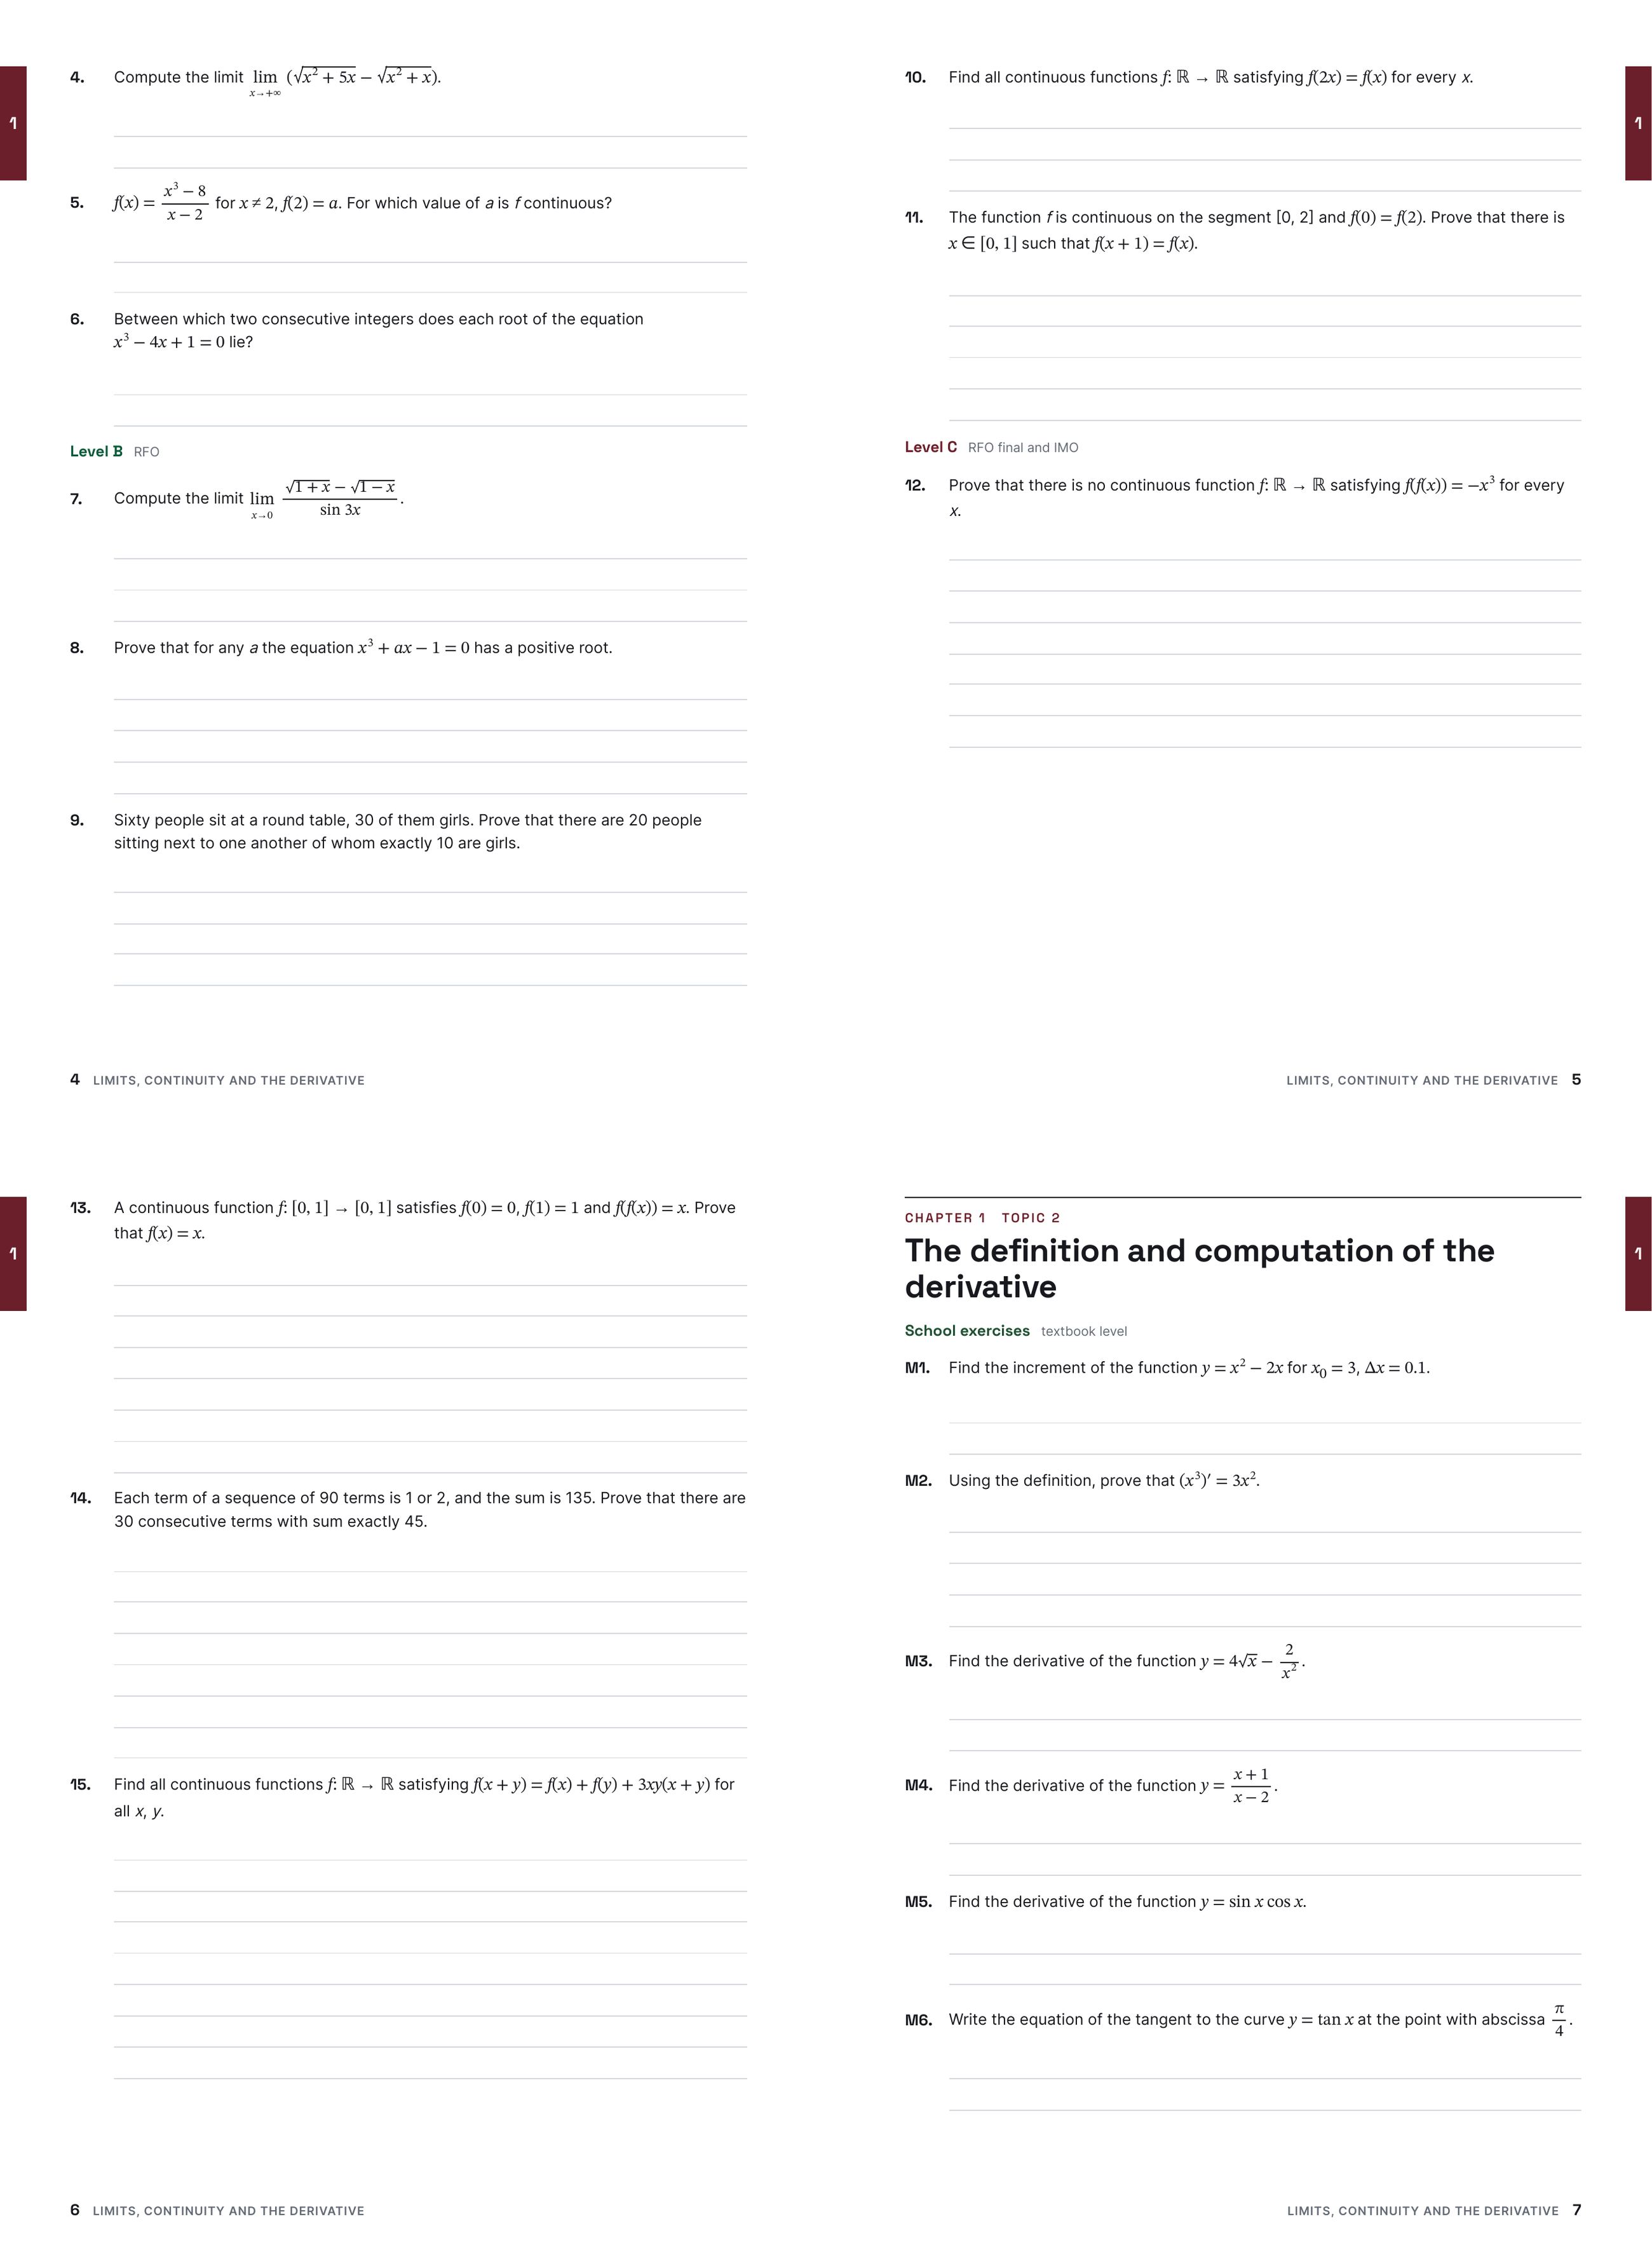 1
4. Compute the limit lim x→+∞ (√(x² + 5x) − √(x² + x)).
5. f(x) = (x³ − 8)/(x − 2) for x ≠ 2, f(2) = a. For which value of a is f continuous?
6. Between which two consecutive integers does each root of the equation
x³ − 4x + 1 = 0 lie?
Level B RFO
7. Compute the limit lim x→0 (√(1 + x) − √(1 − x))/(sin 3x).
8. Prove that for any a the equation x³ + ax − 1 = 0 has a positive root.
9. Sixty people sit at a round table, 30 of them girls. Prove that there are 20 people
sitting next to one another of whom exactly 10 are girls.
4 LIMITS, CONTINUITY AND THE DERIVATIVE
1
10. Find all continuous functions f: ℝ → ℝ satisfying f(2x) = f(x) for every x.
11. The function f is continuous on the segment [0, 2] and f(0) = f(2). Prove that there is
x ∈ [0, 1] such that f(x + 1) = f(x).
Level C RFO final and IMO
12. Prove that there is no continuous function f: ℝ → ℝ satisfying f(f(x)) = −x³ for every
x.
LIMITS, CONTINUITY AND THE DERIVATIVE 5
1
13. A continuous function f: [0, 1] → [0, 1] satisfies f(0) = 0, f(1) = 1 and f(f(x)) = x. Prove
that f(x) = x.
14. Each term of a sequence of 90 terms is 1 or 2, and the sum is 135. Prove that there are
30 consecutive terms with sum exactly 45.
15. Find all continuous functions f: ℝ → ℝ satisfying f(x + y) = f(x) + f(y) + 3xy(x + y) for
all x, y.
6 LIMITS, CONTINUITY AND THE DERIVATIVE
1
CHAPTER 1 TOPIC 2
The definition and computation of the
derivative
School exercises textbook level
M1. Find the increment of the function y = x² − 2x for x₀ = 3, Δx = 0.1.
M2. Using the definition, prove that (x³)′ = 3x².
M3. Find the derivative of the function y = 4√x − 2/x².
M4. Find the derivative of the function y = (x + 1)/(x − 2).
M5. Find the derivative of the function y = sin x cos x.
M6. Write the equation of the tangent to the curve y = tan x at the point with abscissa π/4.
LIMITS, CONTINUITY AND THE DERIVATIVE 7